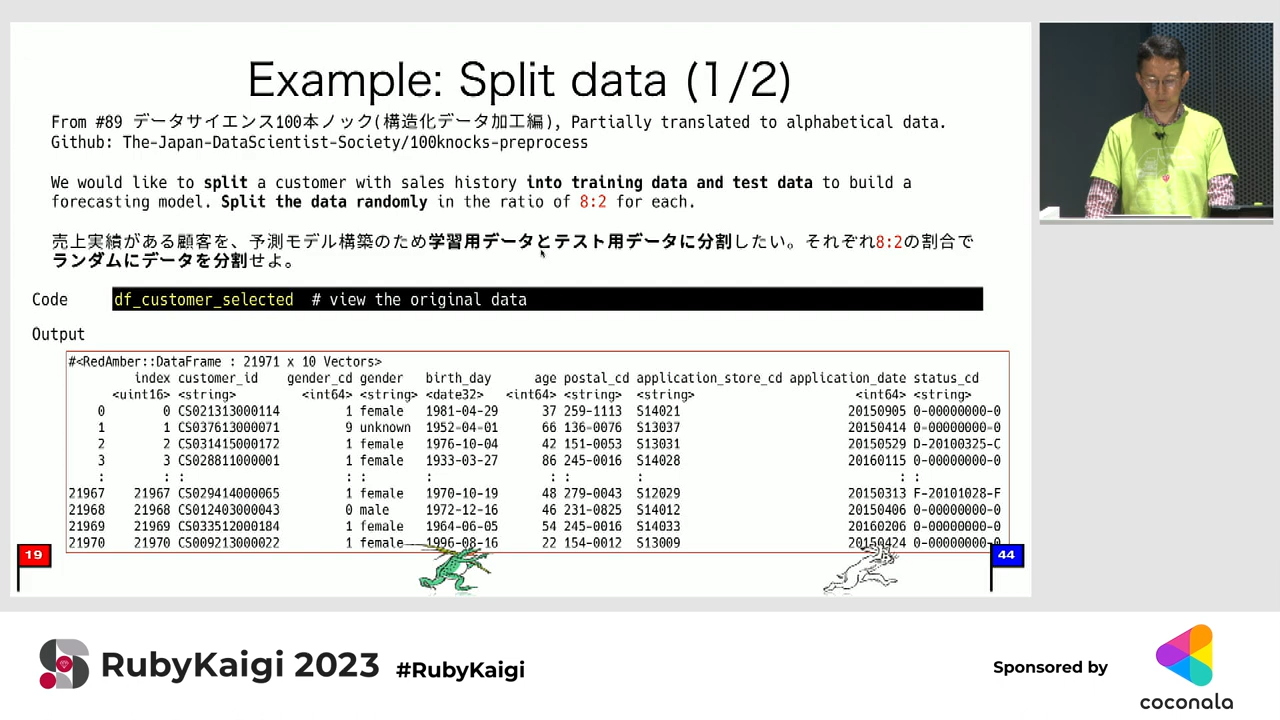 Example: Split data (1/2)
From #89 データサイエンス100本ノック(構造化データ加工編), Partially translated to alphabetical data.
Github: The-Japan-DataScientist-Society/100knocks-preprocess
We would like to split a customer with sales history into training data and test data to build a
forecasting model. Split the data randomly in the ratio of 8:2 for each.
売上実績がある顧客を、予測モデル構築のため学習用データとテスト用データに分割したい。それぞれ8:2の割合で
ランダムにデータを分割せよ。
Code df_customer_selected # view the original data
Output
#<RedAmber::DataFrame : 21971 x 10 Vectors>
index customer_id gender_cd gender birth_day age postal_cd application_store_cd application_date status_cd
<uint16> <string> <int64> <string> <date32> <int64> <string> <string> <int64> <string>
0 0 CS021313000114 1 female 1981-04-29 37 259-1113 S14021 20150905 0-00000000-0
1 1 CS037613000071 9 unknown 1952-04-01 66 136-0076 S13037 20150414 0-00000000-0
2 2 CS031415000172 1 female 1976-10-04 42 151-0053 S13031 20150529 D-20100325-C
3 3 CS028811000001 1 female 1933-03-27 86 245-0016 S14028 20160115 0-00000000-0
: : : : : : : : : : :
21967 21967 CS029414000065 1 female 1970-10-19 48 279-0043 S12029 20150313 F-20101028-F
21968 21968 CS012403000043 0 male 1972-12-16 46 231-0825 S14012 20150406 0-00000000-0
21969 21969 CS033512000184 1 female 1964-06-05 54 245-0016 S14033 20160206 0-00000000-0
21970 21970 CS009213000022 1 female 1996-08-16 22 154-0012 S13009 20150424 0-00000000-0
19
44
RubyKaigi 2023 #RubyKaigi
Sponsored by
coconala